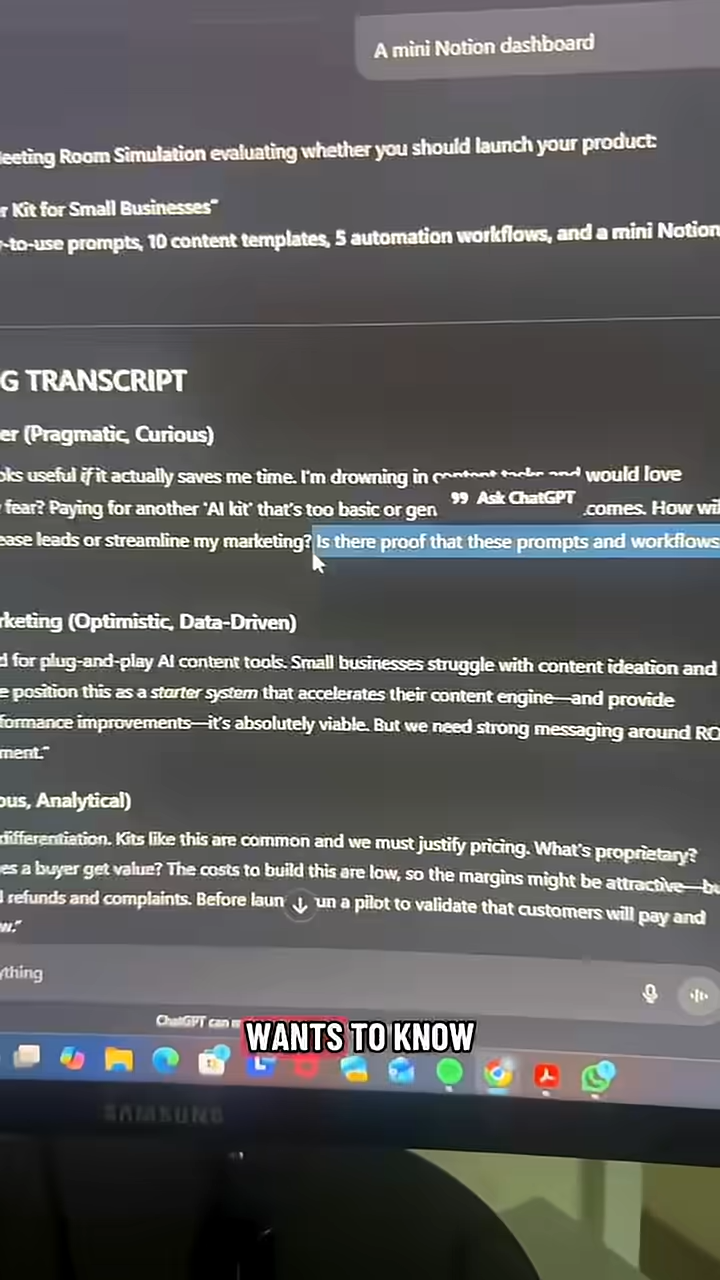 A mini Notion dashboard
eeting Room Simulation evaluating whether you should launch your product:
r Kit for Small Businesses"
-to-use prompts, 10 content templates, 5 automation workflows, and a mini Notion
G TRANSCRIPT
er (Pragmatic, Curious)
oks useful if it actually saves me time. I'm drowning in content tasks and would love
fear? Paying for another 'AI kit' that's too basic or gen
Ask ChatGPT
comes. How wil
ease leads or streamline my marketing? Is there proof that these prompts and workflows
rketing (Optimistic, Data-Driven)
d for plug-and-play AI content tools. Small businesses struggle with content ideation and
e position this as a starter system that accelerates their content engine—and provide
formance improvements—it's absolutely viable. But we need strong messaging around RO
ment."
ous, Analytical)
differentiation. Kits like this are common and we must justify pricing. What's proprietary?
es a buyer get value? The costs to build this are low, so the margins might be attractive—bu
refunds and complaints. Before laun un a pilot to validate that customers will pay and
w."
ything
ChatGPT can
WANTS TO KNOW
SAMSUNG